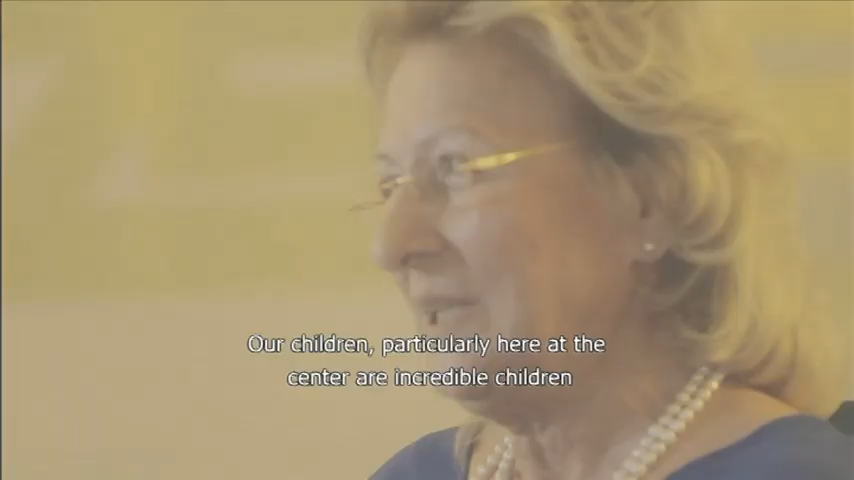 Our children, particularly here at the
center are incredible children